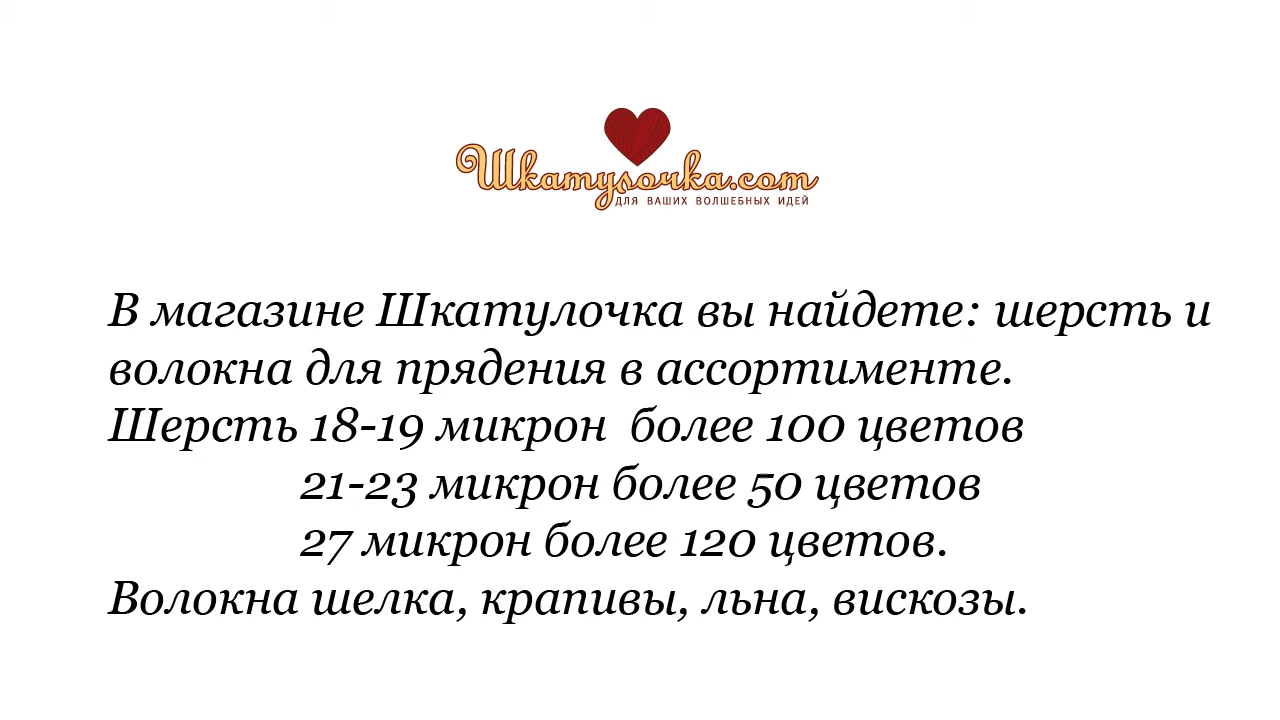 Шкатулочка.com
ДЛЯ ВАШИХ ВОЛШЕБНЫХ ИДЕЙ
В магазине Шкатулочка вы найдете: шерсть и
волокна для прядения в ассортименте.
Шерсть 18-19 микрон более 100 цветов
21-23 микрон более 50 цветов
27 микрон более 120 цветов.
Волокна шелка, крапивы, льна, вискозы.